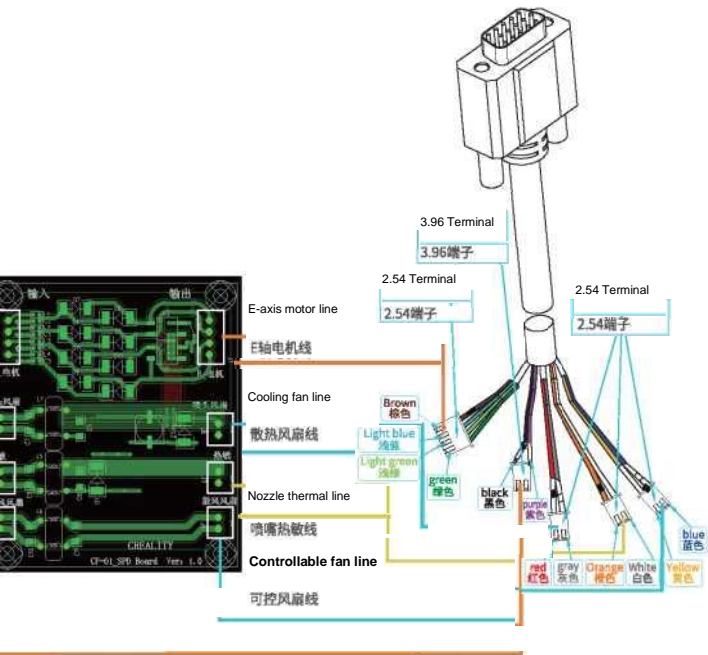 3.96 Terminal
3.96端子
2.54 Terminal
2.54端子
2.54 Terminal
2.54端子
输入
输出
E-axis motor line
E轴电机线
电机
Cooling fan line
散热风扇线
Nozzle thermal line
热敏
喷嘴热敏线
Controllable fan line
可控风扇线
CHEALITY
CF-01_SPD Board Ver: 1.0
Brown
棕色
Light blue
浅蓝
Light green
浅绿
green
绿色
black
黑色
purple
紫色
red
红色
gray
灰色
Orange
橙色
White
白色
Yellow
黄色
blue
蓝色